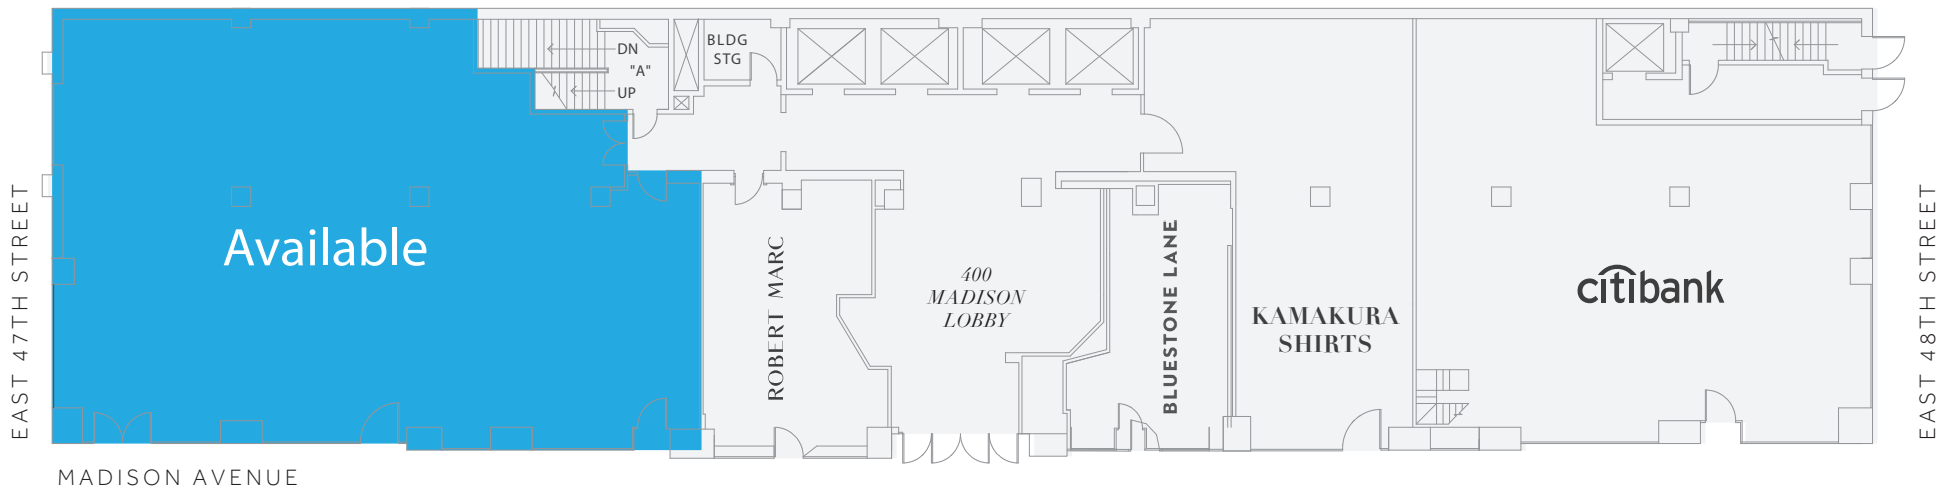 EAST 47TH STREET
Available
DN
"A"
UP
BLDG
STG
ROBERT MARC
400
MADISON
LOBBY
BLUESTONE LANE
KAMAKURA
SHIRTS
citibank
EAST 48TH STREET
MADISON AVENUE